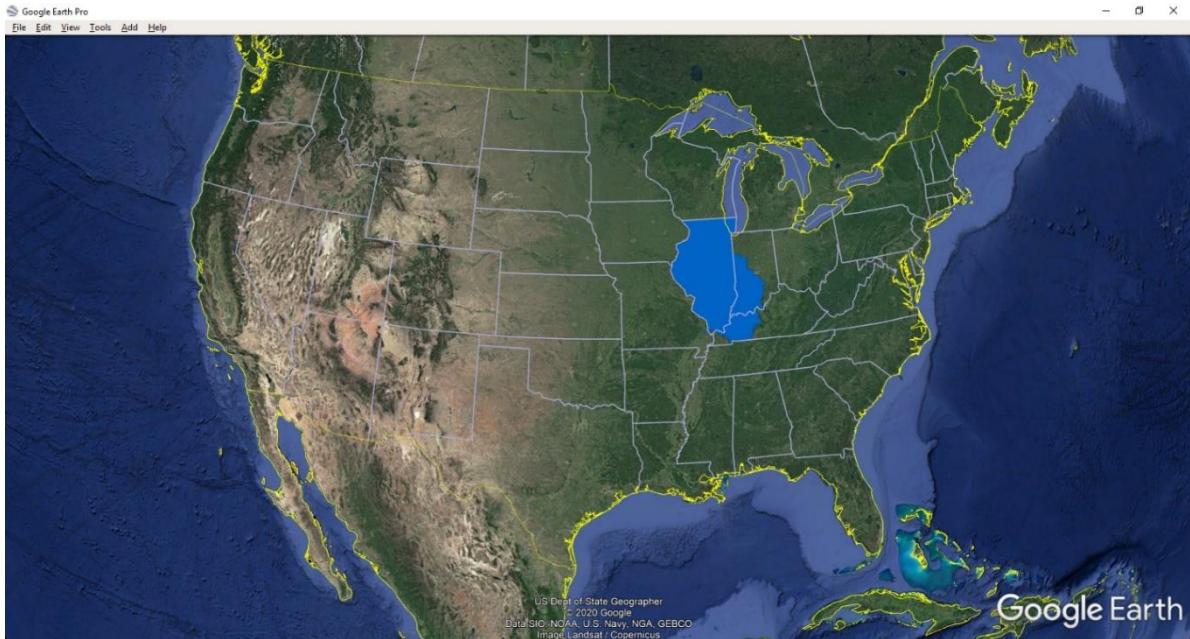 Google Earth Pro
File Edit View Tools Add Help
US Dept of State Geographer
© 2020 Google
Data SIO, NOAA, U.S. Navy, NGA, GEBCO
Image Landsat / Copernicus
Google Earth